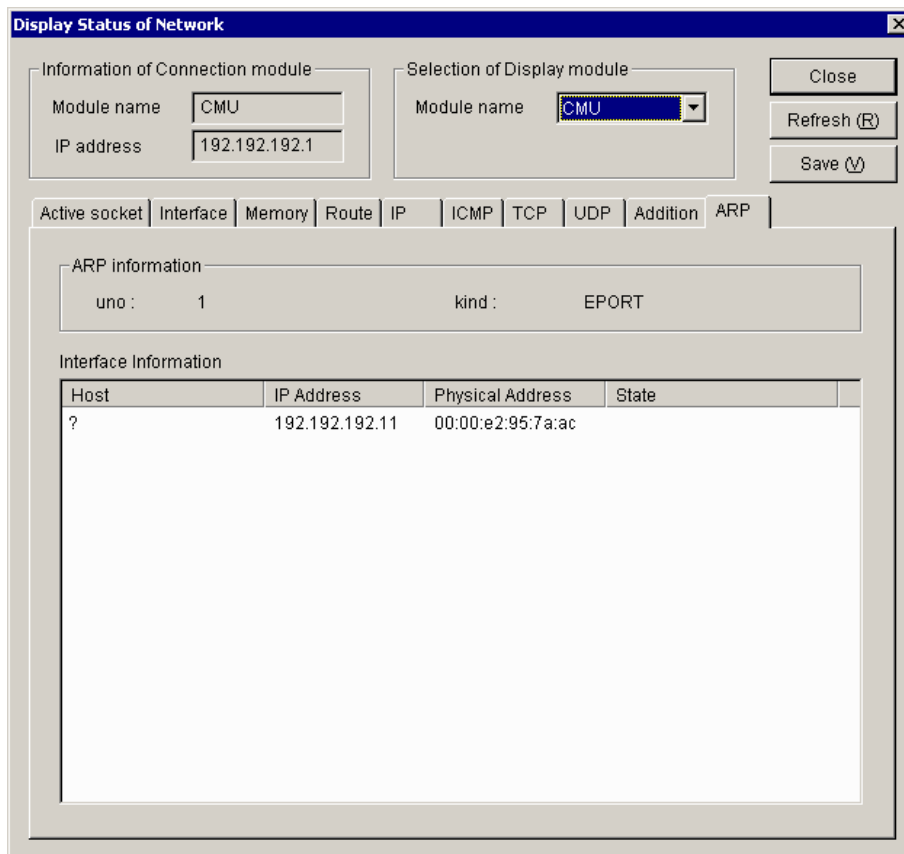 Display Status of Network
Information of Connection module
Module name CMU
IP address 192.192.192.1
Selection of Display module
Module name CMU
Close
Refresh (R)
Save (V)
Active socket Interface Memory Route IP ICMP TCP UDP Addition ARP
ARP information
uno : 1 kind : EPORT
Interface Information
Host IP Address Physical Address State
? 192.192.192.11 00:00:e2:95:7a:ac